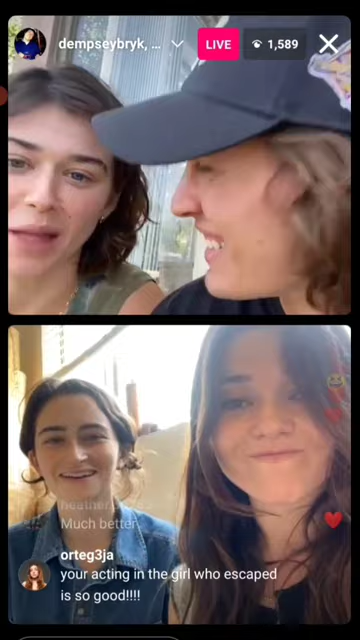 dempseybryk, ...
LIVE
1,589
Much better
orteg3ja
your acting in the girl who escaped
is so good!!!!